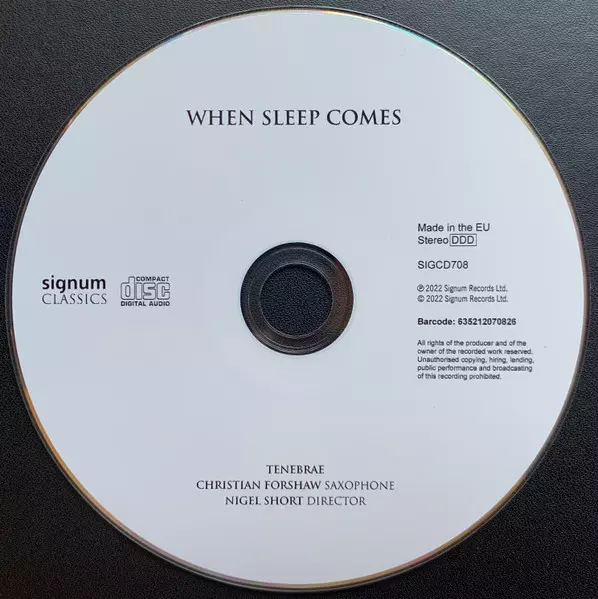 WHEN SLEEP COMES
Made in the EU
Stereo DDD
SIGCD708
℗ 2022 Signum Records Ltd.
© 2022 Signum Records Ltd.
Barcode: 635212070826
All rights of the producer and of the
owner of the recorded work reserved.
Unauthorised copying, hiring, lending,
public performance and broadcasting
of this recording prohibited.
signum
CLASSICS
COMPACT
disc
DIGITAL AUDIO
TENEBRAE
CHRISTIAN FORSHAW SAXOPHONE
NIGEL SHORT DIRECTOR